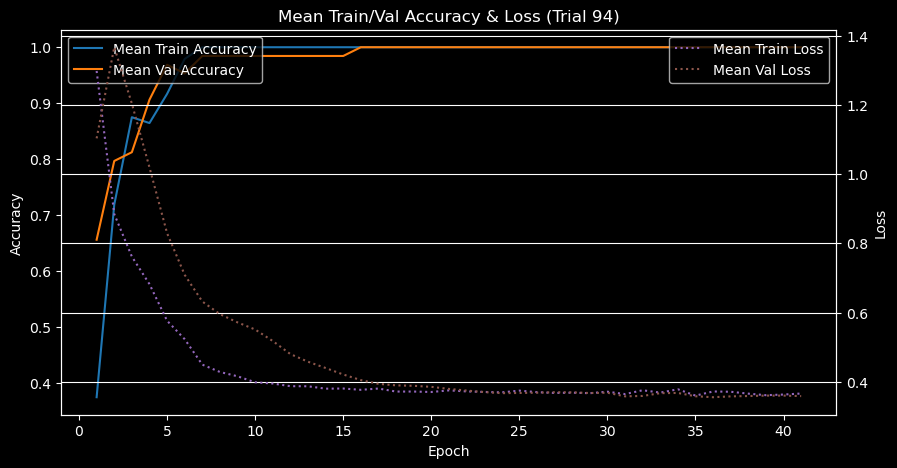 Mean Train/Val Accuracy & Loss (Trial 94)
Mean Train Accuracy
Mean Val Accuracy
Mean Train Loss
Mean Val Loss
1.0
0.9
0.8
0.7
0.6
0.5
0.4
Accuracy
1.4
1.2
1.0
0.8
0.6
0.4
Loss
0 5 10 15 20 25 30 35 40
Epoch